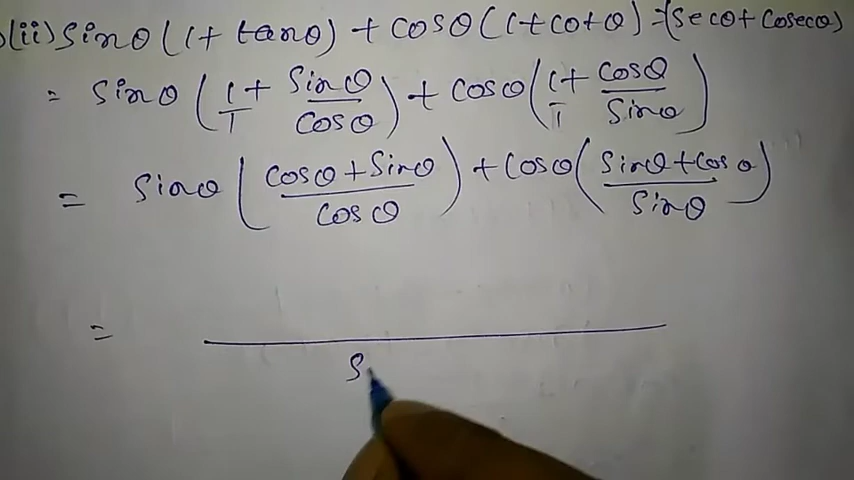 (ii) sinθ (1 + tanθ) + cosθ (1 + cotθ) = (secθ + cosecθ)
= sinθ (1/1 + sinθ/cosθ) + cosθ (1/1 + cosθ/sinθ)
= sinθ (cosθ + sinθ/cosθ) + cosθ (sinθ + cosθ/sinθ)
=
S